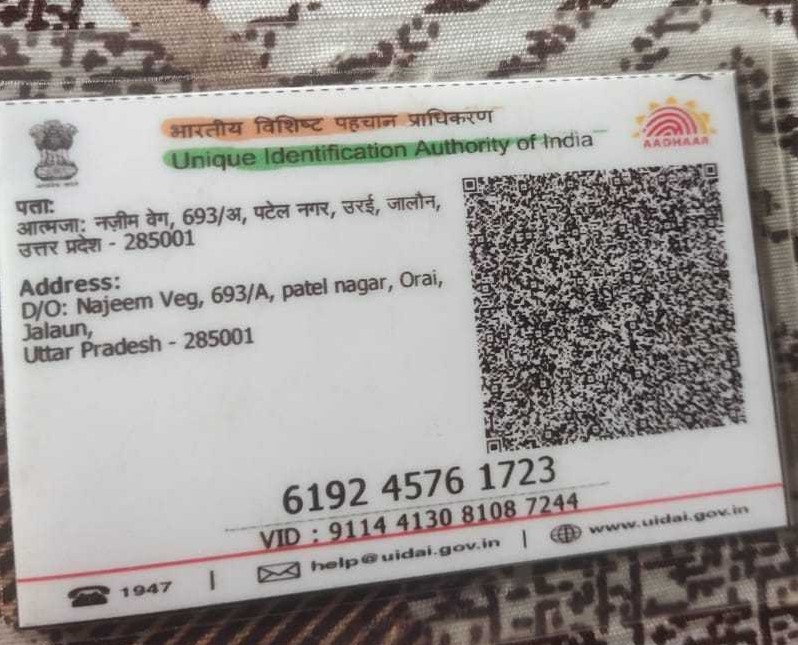 भारतीय विशिष्ट पहचान प्राधिकरण
Unique Identification Authority of India
AADHAAR
पता:
आत्मजा: नज़ीम वेग, 693/अ, पटेल नगर, उरई, जालौन,
उत्तर प्रदेश - 285001
Address:
D/O: Najeem Veg, 693/A, patel nagar, Orai,
Jalaun,
Uttar Pradesh - 285001
6192 4576 1723
VID : 9114 4130 8108 7244
1947 | help@uidai.gov.in | www.uidai.gov.in